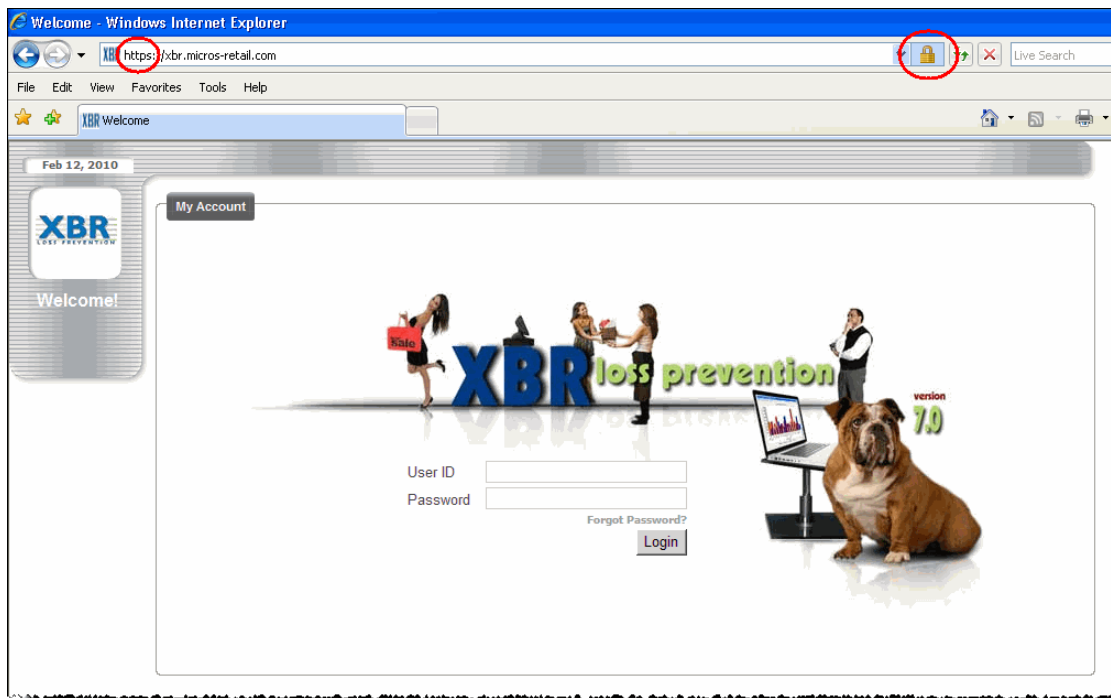 Welcome - Windows Internet Explorer
XBR https://xbr.micros-retail.com
Live Search
File Edit View Favorites Tools Help
XBR Welcome
Feb 12, 2010
My Account
XBR
LOSS PREVENTION
Welcome!
Sale
XBR loss prevention
version
7.0
User ID
Password
Forgot Password?
Login